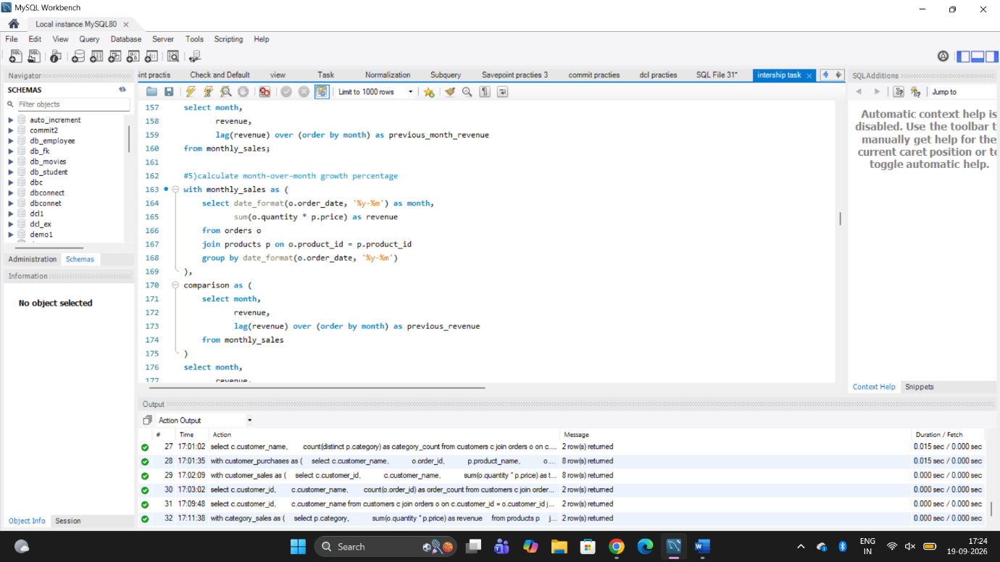 MySQL Workbench
Local instance MySQL80
File Edit View Query Database Server Tools Scripting Help
Navigator
SCHEMAS
Filter objects
auto_increment
commit2
db_employee
db_fk
db_movies
db_student
dbc
dbconnect
dbconnet
dcl1
dcl_ex
demo1
Administration Schemas
Information
No object selected
Object Info Session
int practis Check and Default view Task Normalization Subquery Savepoint practies 3 commit practies dcl practies SQL File 31* intership task
Limit to 1000 rows
157 select month,
158 revenue,
159 lag(revenue) over (order by month) as previous_month_revenue
160 from monthly_sales;
161
162 #5)calculate month-over-month growth percentage
163 with monthly_sales as (
164 select date_format(o.order_date, '%y-%m') as month,
165 sum(o.quantity * p.price) as revenue
166 from orders o
167 join products p on o.product_id = p.product_id
168 group by date_format(o.order_date, '%y-%m')
169 ),
170 comparison as (
171 select month,
172 revenue,
173 lag(revenue) over (order by month) as previous_revenue
174 from monthly_sales
175 )
176 select month,
177 revenue,
SQLAdditions
Jump to
Automatic context help is
disabled. Use the toolbar t
manually get help for the
current caret position or to
toggle automatic help.
Context Help Snippets
Output
Action Output
# Time Action Message Duration / Fetch
27 17:01:02 select c.customer_name, count(distinct p.category) as category_count from customers c join orders o on c.... 2 row(s) returned 0.015 sec / 0.000 sec
28 17:01:35 with customer_purchases as ( select c.customer_name, o.order_id, p.product_name, o.... 8 row(s) returned 0.015 sec / 0.000 sec
29 17:02:09 with customer_sales as ( select c.customer_id, c.customer_name, sum(o.quantity * p.price) as t... 8 row(s) returned 0.000 sec / 0.000 sec
30 17:03:02 select c.customer_id, c.customer_name, count(o.order_id) as order_count from customers c join order... 2 row(s) returned 0.000 sec / 0.000 sec
31 17:09:48 select c.customer_id, c.customer_name from customers c join orders o on c.customer_id = o.customer_id j... 2 row(s) returned 0.000 sec / 0.000 sec
32 17:11:38 with category_sales as ( select p.category, sum(o.quantity * p.price) as revenue from products p j... 2 row(s) returned 0.000 sec / 0.000 sec
Search
ENG
IN
17:24
19-09-2026